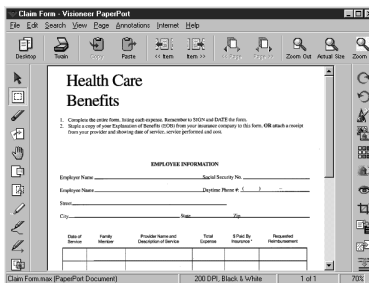 Claim Form - Visioneer PaperPort
File Edit Search View Page Annotations Internet Help
Desktop Twain Copy Paste << Item Item >> << Page Page >> Zoom Out Actual Size Zoom
Health Care
Benefits
1. Complete the entire form, listing each expense. Remember to SIGN and DATE the form.
2. Staple a copy of your Explanation of Benefits (EOB) from your insurance company to this form, OR attach a receipt
from your provider and showing date of service, service performed and cost.
EMPLOYEE INFORMATION
Employer Name Social Security No.
Employee Name Daytime Phone #: ( ) -
Street
City State Zip
Date of Family Provider Name and Total $ Paid By Requested
Service Member Description of Service Expense Insurance * Reimbursement
Claim Form.max (PaperPort Document) 200 DPI, Black & White 1 of 1 70%